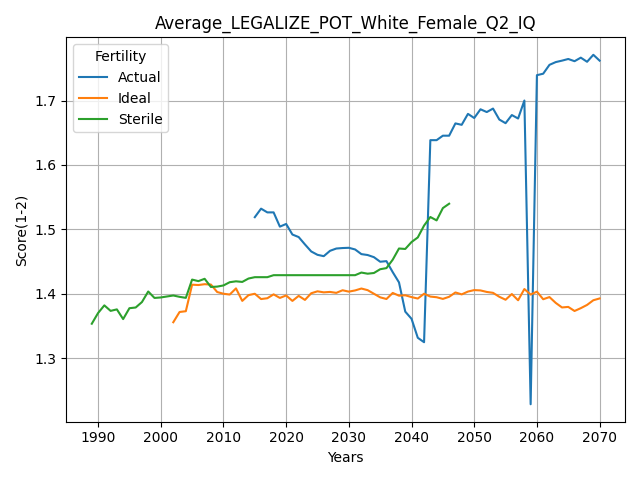 Average_LEGALIZE_POT_White_Female_Q2_IQ
Fertility
Actual
Ideal
Sterile
Score(1-2)
1.7
1.6
1.5
1.4
1.3
1990 2000 2010 2020 2030 2040 2050 2060 2070
Years